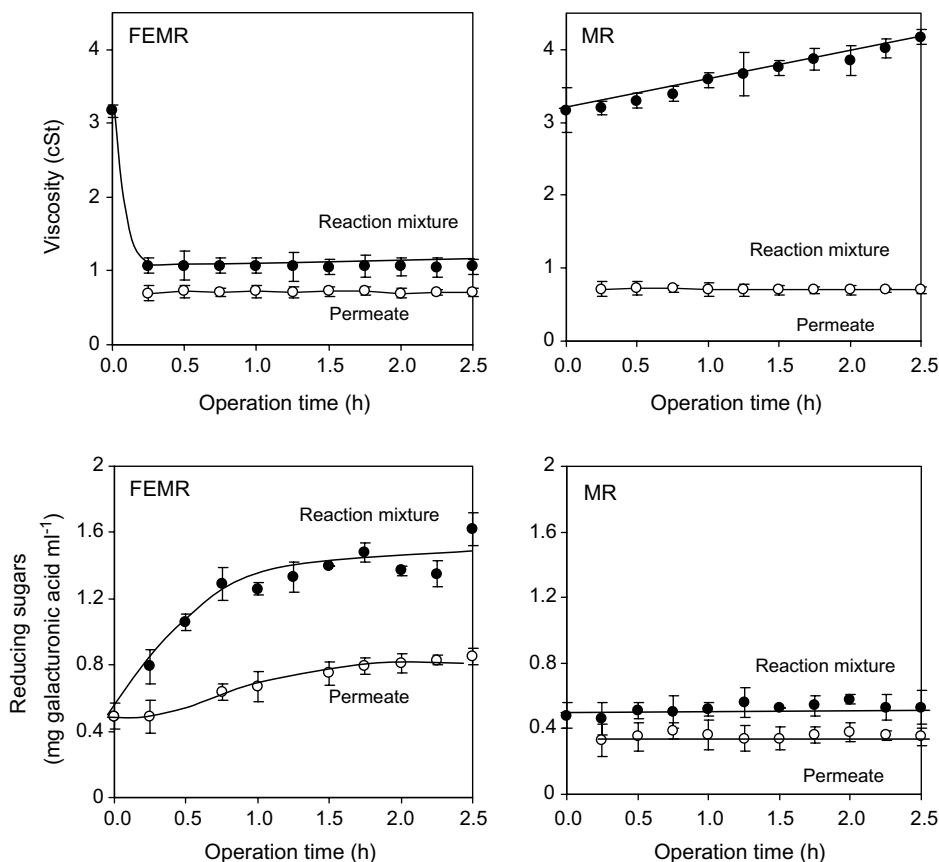 FEMR
4
3
2
1
0
Viscosity (cSt)
Reaction mixture
Permeate
0.0 0.5 1.0 1.5 2.0 2.5
Operation time (h)
MR
4
3
2
1
0
Reaction mixture
Permeate
0.0 0.5 1.0 1.5 2.0 2.5
Operation time (h)
FEMR
2
1.6
1.2
0.8
0.4
0
Reducing sugars
(mg galacturonic acid ml-1)
Reaction mixture
Permeate
0.0 0.5 1.0 1.5 2.0 2.5
Operation time (h)
MR
2
1.6
1.2
0.8
0.4
0
Reaction mixture
Permeate
0.0 0.5 1.0 1.5 2.0 2.5
Operation time (h)